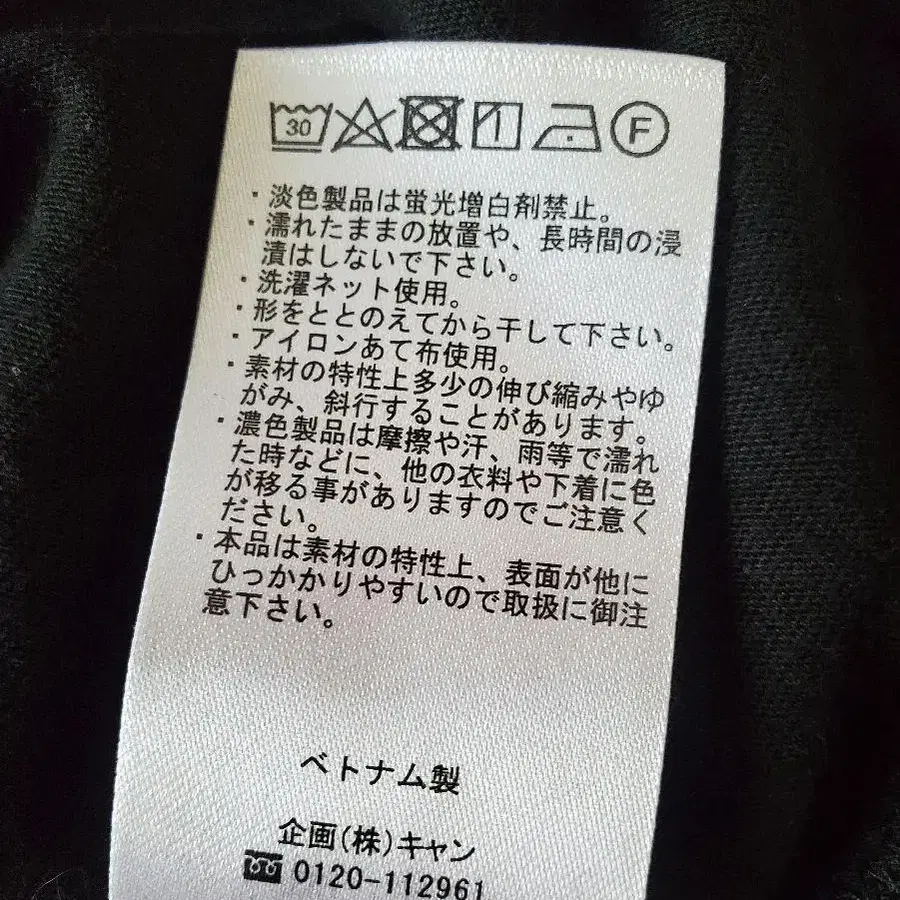 30 F
・淡色製品は蛍光増白剤禁止。
・濡れたままの放置や、長時間の浸
漬はしないで下さい。
・洗濯ネット使用。
・形をととのえてから干して下さい。
・アイロンあて布使用。
・素材の特性上多少の伸び縮みやゆ
がみ、斜行することがあります。
・濃色製品は摩擦や汗、雨等で濡れ
た時などに、他の衣料や下着に色
が移る事がありますのでご注意く
ださい。
・本品は素材の特性上、表面が他に
ひっかかりやすいので取扱に御注
意下さい。
ベトナム製
企画(株)キャン
0120-112961